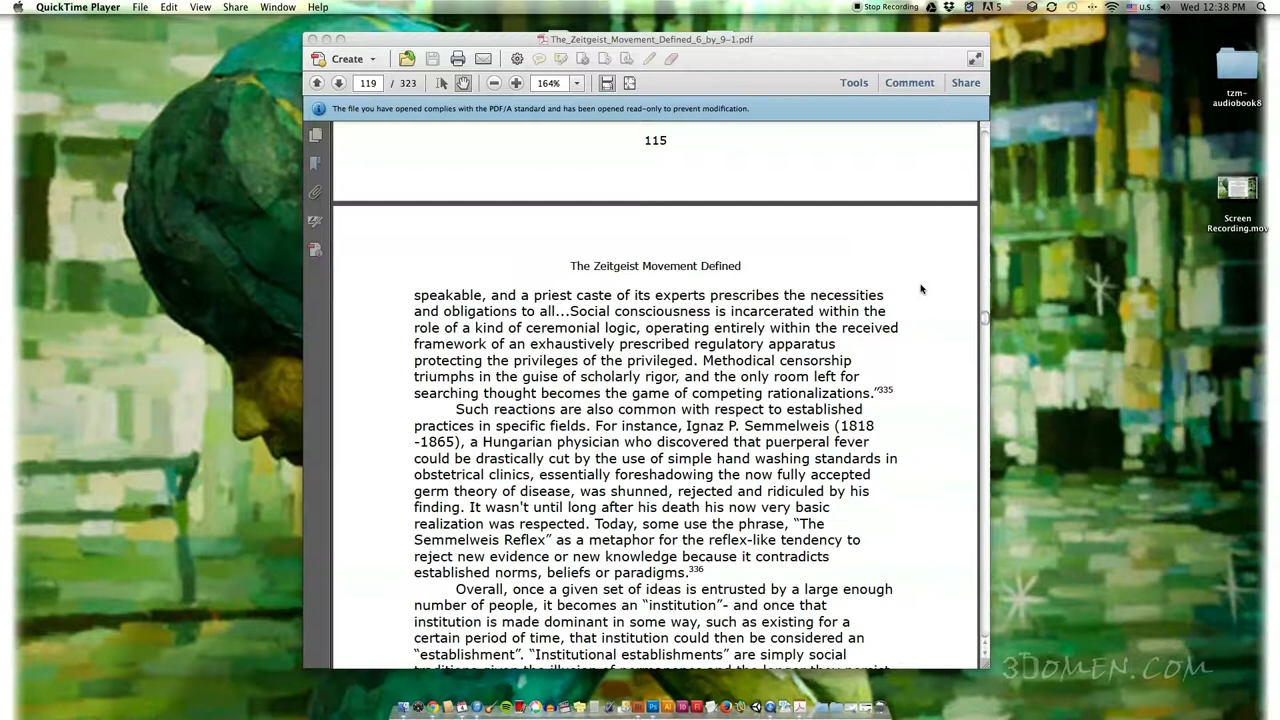 QuickTime Player File Edit View Share Window Help
Stop Recording 5 U.S. Wed 12:38 PM
The_Zeitgeist_Movement_Defined_6_by_9–1.pdf
Create
119 / 323 164% Tools Comment Share
The file you have opened complies with the PDF/A standard and has been opened read-only to prevent modification.
115
The Zeitgeist Movement Defined
speakable, and a priest caste of its experts prescribes the necessities
and obligations to all...Social consciousness is incarcerated within the
role of a kind of ceremonial logic, operating entirely within the received
framework of an exhaustively prescribed regulatory apparatus
protecting the privileges of the privileged. Methodical censorship
triumphs in the guise of scholarly rigor, and the only room left for
searching thought becomes the game of competing rationalizations.”335
Such reactions are also common with respect to established
practices in specific fields. For instance, Ignaz P. Semmelweis (1818
-1865), a Hungarian physician who discovered that puerperal fever
could be drastically cut by the use of simple hand washing standards in
obstetrical clinics, essentially foreshadowing the now fully accepted
germ theory of disease, was shunned, rejected and ridiculed by his
finding. It wasn't until long after his death his now very basic
realization was respected. Today, some use the phrase, “The
Semmelweis Reflex” as a metaphor for the reflex-like tendency to
reject new evidence or new knowledge because it contradicts
established norms, beliefs or paradigms.336
Overall, once a given set of ideas is entrusted by a large enough
number of people, it becomes an “institution”- and once that
institution is made dominant in some way, such as existing for a
certain period of time, that institution could then be considered an
“establishment”. “Institutional establishments” are simply social
traditions given the illusion of permanence and the longer they persist
tzm-
audiobook8
Screen
Recording.mov
3DOMEN.COM